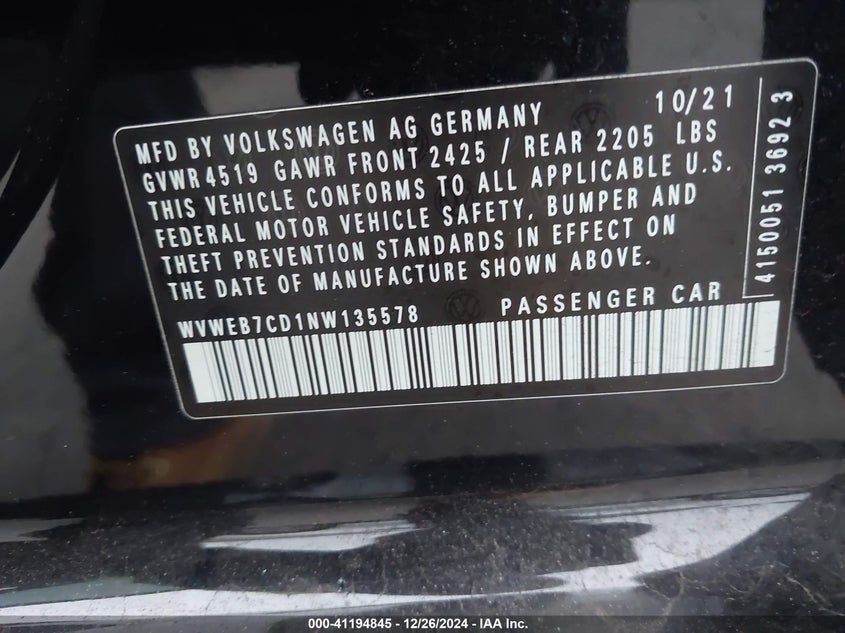 MFD BY VOLKSWAGEN AG GERMANY 10/21
GVWR 4519 GAWR FRONT 2425 / REAR 2205 LBS
THIS VEHICLE CONFORMS TO ALL APPLICABLE U.S.
FEDERAL MOTOR VEHICLE SAFETY, BUMPER AND
THEFT PREVENTION STANDARDS IN EFFECT ON
THE DATE OF MANUFACTURE SHOWN ABOVE.
WVWEB7CD1NW135578 PASSENGER CAR
4150051 3692 3
000-41194845 - 12/26/2024 - IAA Inc.